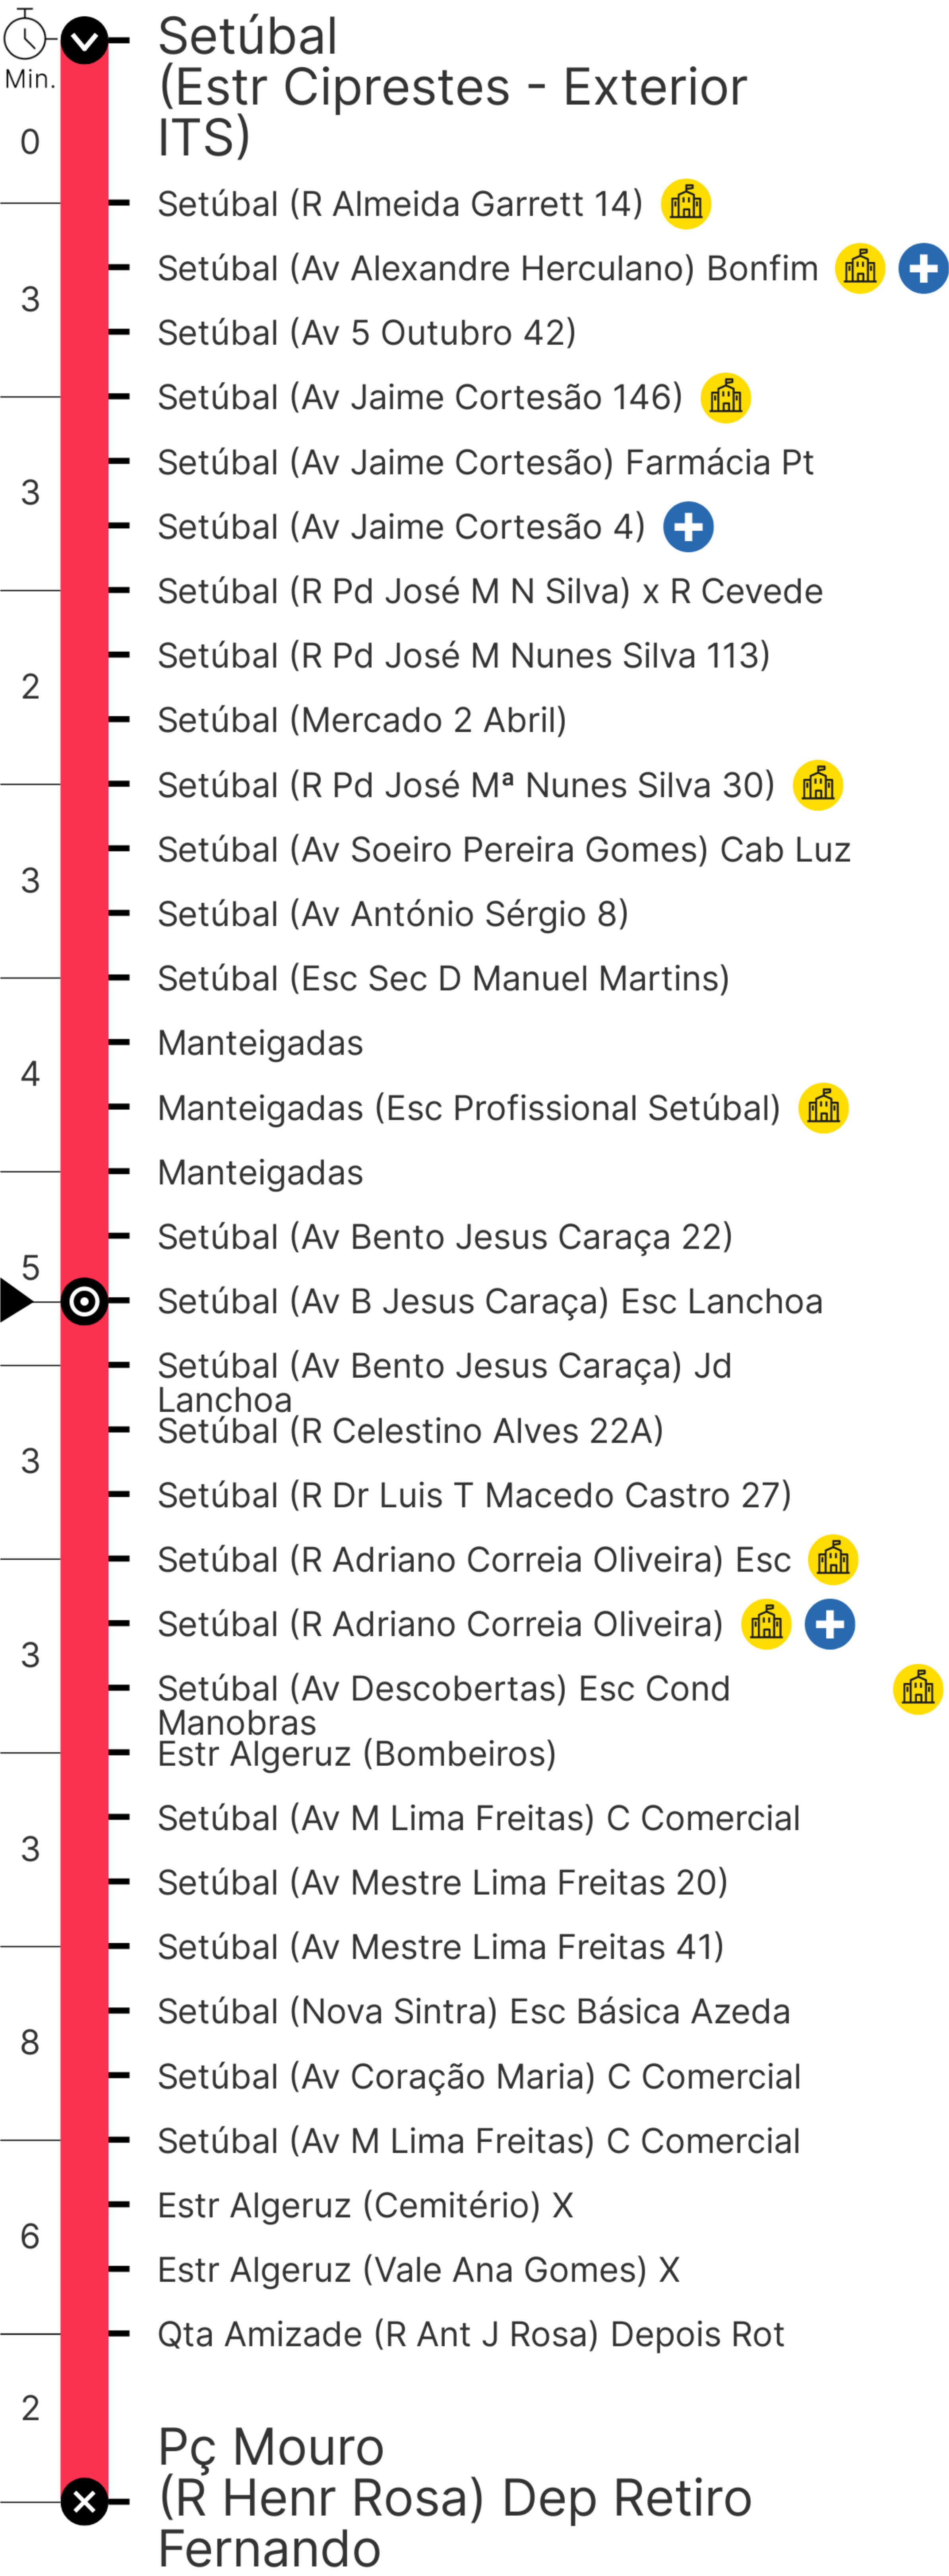 Setúbal
(Estr Ciprestes - Exterior
ITS)
Min.
0
Setúbal (R Almeida Garrett 14)
Setúbal (Av Alexandre Herculano) Bonfim
3
Setúbal (Av 5 Outubro 42)
Setúbal (Av Jaime Cortesão 146)
Setúbal (Av Jaime Cortesão) Farmácia Pt
3
Setúbal (Av Jaime Cortesão 4)
Setúbal (R Pd José M N Silva) x R Cevede
Setúbal (R Pd José M Nunes Silva 113)
2
Setúbal (Mercado 2 Abril)
Setúbal (R Pd José Mª Nunes Silva 30)
Setúbal (Av Soeiro Pereira Gomes) Cab Luz
3
Setúbal (Av António Sérgio 8)
Setúbal (Esc Sec D Manuel Martins)
Manteigadas
4
Manteigadas (Esc Profissional Setúbal)
Manteigadas
Setúbal (Av Bento Jesus Caraça 22)
5
Setúbal (Av B Jesus Caraça) Esc Lanchoa
Setúbal (Av Bento Jesus Caraça) Jd
Lanchoa
Setúbal (R Celestino Alves 22A)
3
Setúbal (R Dr Luis T Macedo Castro 27)
Setúbal (R Adriano Correia Oliveira) Esc
Setúbal (R Adriano Correia Oliveira)
3
Setúbal (Av Descobertas) Esc Cond
Manobras
Estr Algeruz (Bombeiros)
Setúbal (Av M Lima Freitas) C Comercial
3
Setúbal (Av Mestre Lima Freitas 20)
Setúbal (Av Mestre Lima Freitas 41)
Setúbal (Nova Sintra) Esc Básica Azeda
8
Setúbal (Av Coração Maria) C Comercial
Setúbal (Av M Lima Freitas) C Comercial
Estr Algeruz (Cemitério) X
6
Estr Algeruz (Vale Ana Gomes) X
Qta Amizade (R Ant J Rosa) Depois Rot
2
Pç Mouro
(R Henr Rosa) Dep Retiro
Fernando